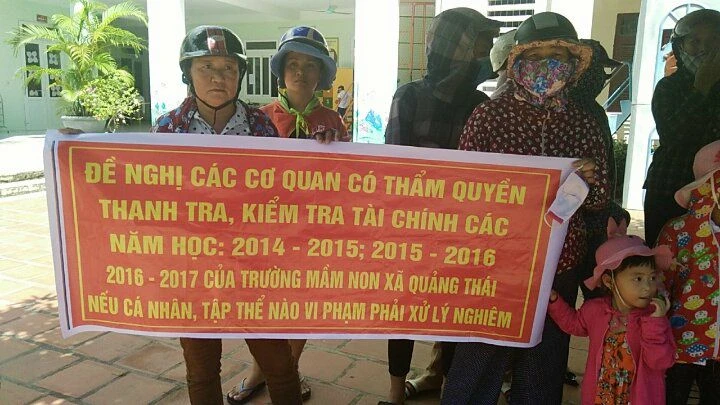 ĐỀ NGHỊ CÁC CƠ QUAN CÓ THẨM QUYỀN
THANH TRA, KIỂM TRA TÀI CHÍNH CÁC
NĂM HỌC: 2014 - 2015; 2015 - 2016
2016 - 2017 CỦA TRƯỜNG MẦM NON XÃ QUẢNG THÁI
NẾU CÁ NHÂN, TẬP THỂ NÀO VI PHẠM PHẢI XỬ LÝ NGHIÊM